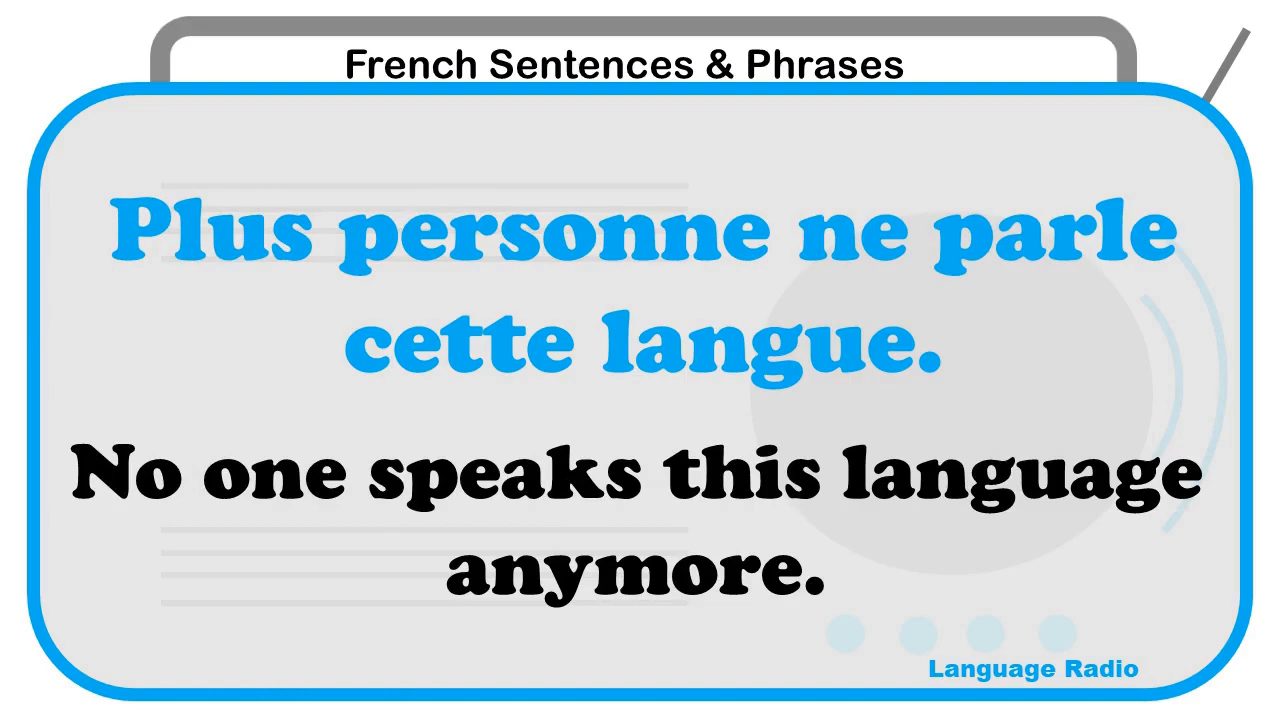 French Sentences & Phrases
Plus personne ne parle
cette langue.
No one speaks this language
anymore.
Language Radio